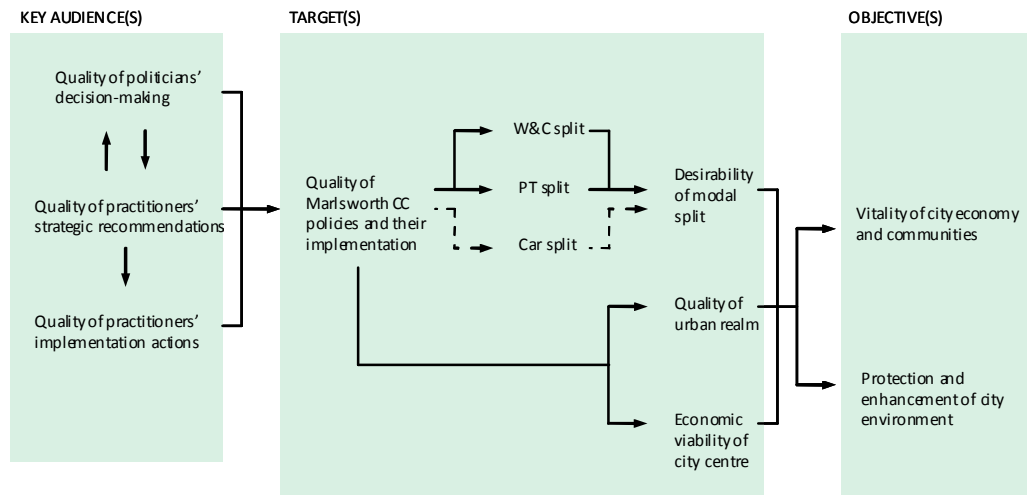 KEY AUDIENCE(S)
TARGET(S)
OBJECTIVE(S)
Quality of politicians’
decision-making
Quality of practitioners’
strategic recommendations
Quality of practitioners’
implementation actions
Quality of
Marlsworth CC
policies and their
implementation
W&C split
PT split
Car split
Desirability
of modal
split
Quality of
urban realm
Economic
viability of
city centre
Vitality of city economy
and communities
Protection and
enhancement of city
environment